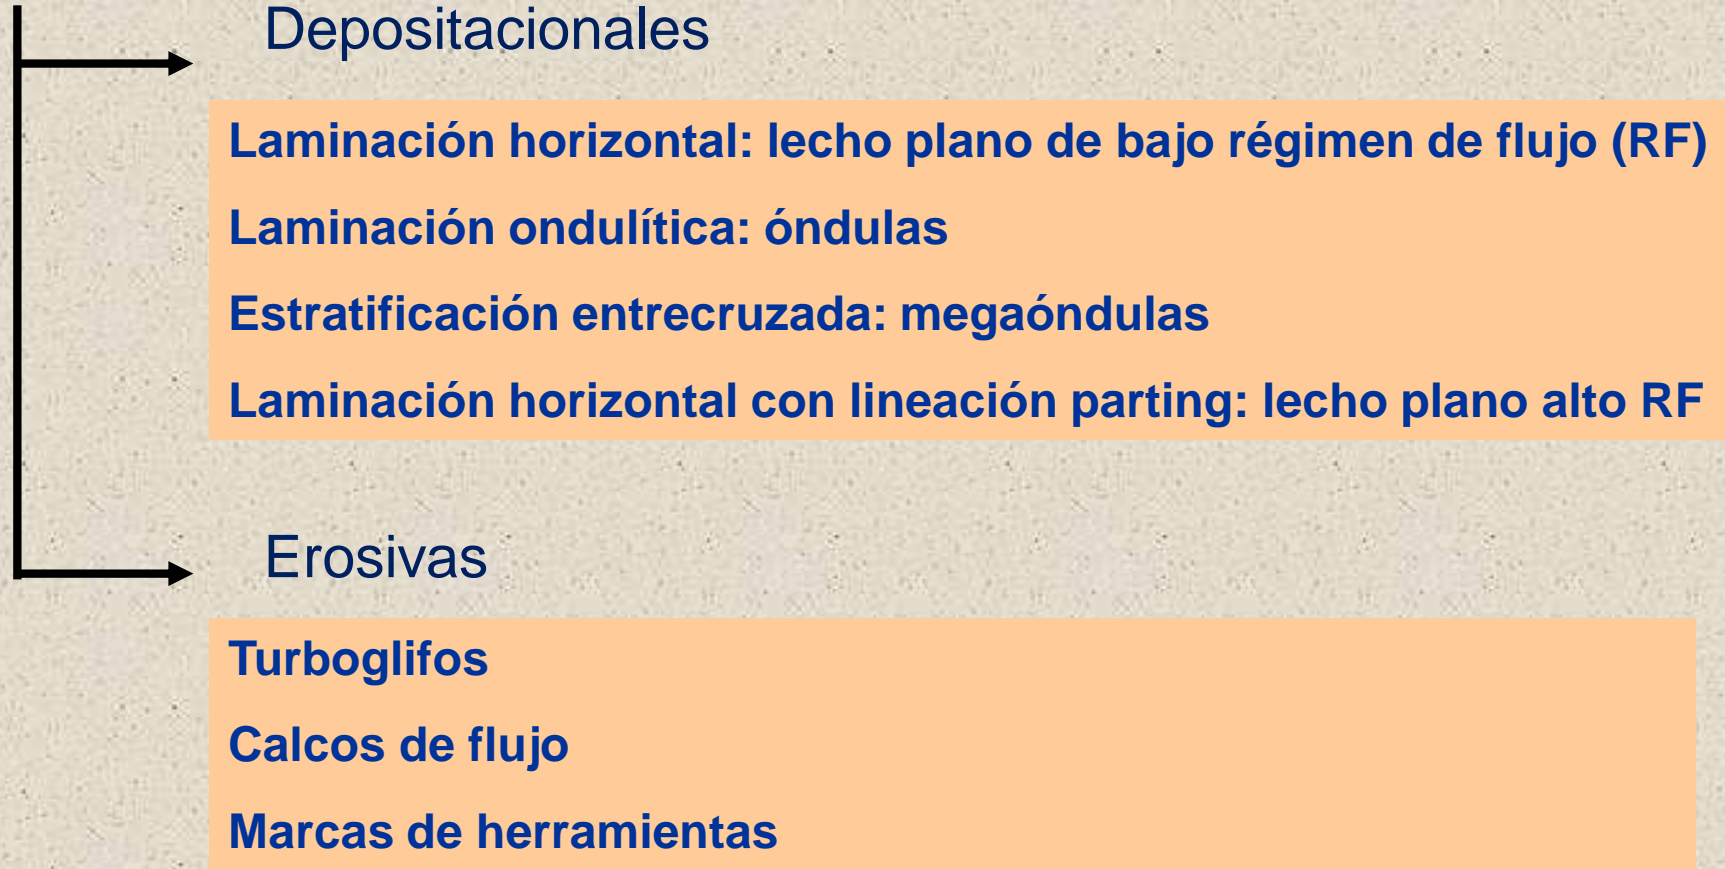 Depositacionales
Laminación horizontal: lecho plano de bajo régimen de flujo (RF)
Laminación ondulítica: óndulas
Estratificación entrecruzada: megaóndulas
Laminación horizontal con lineación parting: lecho plano alto RF
Erosivas
Turboglifos
Calcos de flujo
Marcas de herramientas